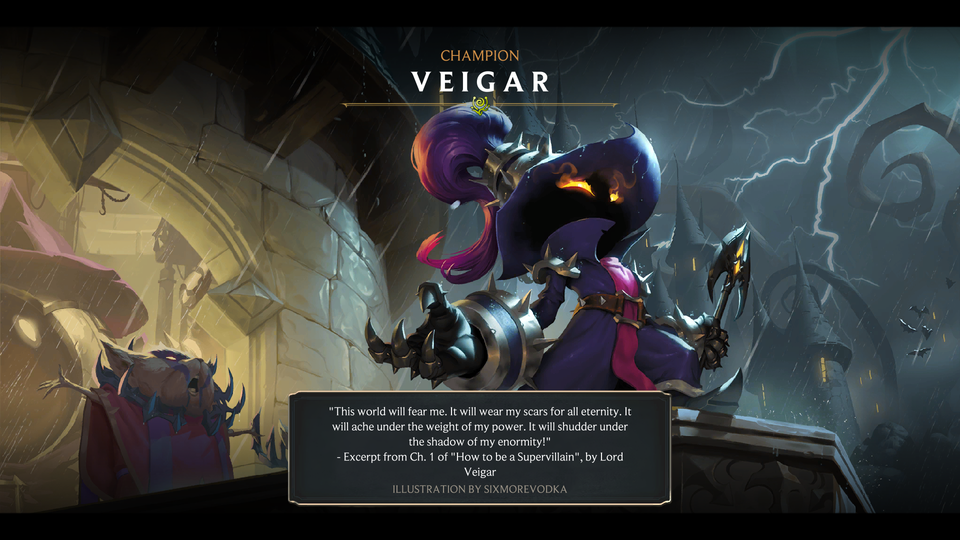 CHAMPION
VEIGAR
"This world will fear me. It will wear my scars for all eternity. It
will ache under the weight of my power. It will shudder under
the shadow of my enormity!"
- Excerpt from Ch. 1 of "How to be a Supervillain", by Lord
Veigar
ILLUSTRATION BY SIXMOREVODKA